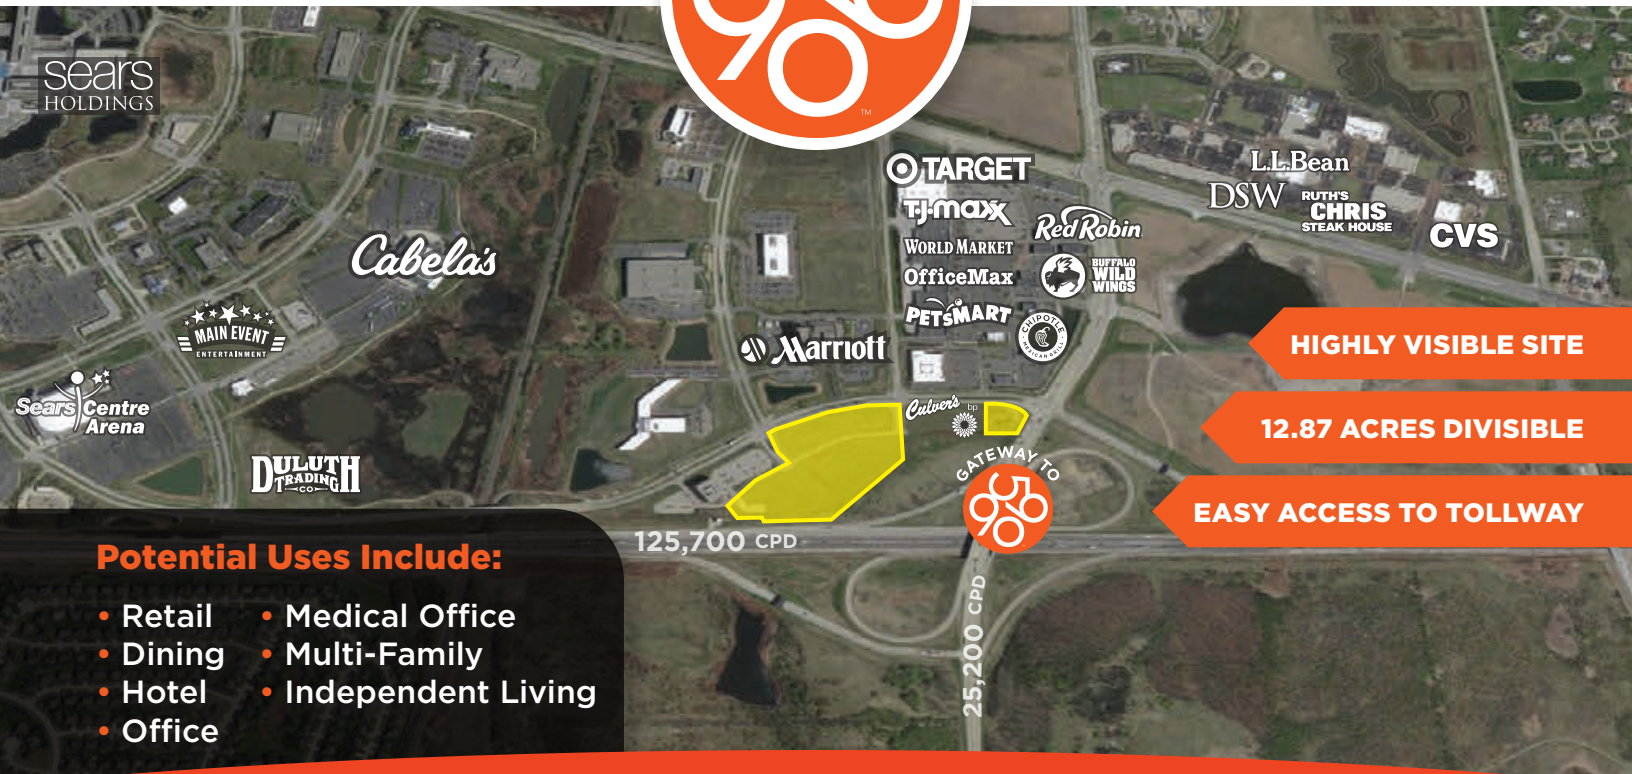 sears
HOLDINGS
TM
TARGET
T·J·maxx
WORLD MARKET
OfficeMax
PETSMART
Red Robin
BUFFALO
WILD
WINGS
CHIPOTLE
MEXICAN GRILL
L.L.Bean
DSW
RUTH'S
CHRIS
STEAK HOUSE
CVS
Cabela's
MAIN EVENT
ENTERTAINMENT
Marriott
Sears Centre
Arena
DULUTH
TRADING
CO
Culver's
bp
GATEWAY TO
HIGHLY VISIBLE SITE
12.87 ACRES DIVISIBLE
EASY ACCESS TO TOLLWAY
125,700 CPD
25,200 CPD
Potential Uses Include:
• Retail
• Dining
• Hotel
• Office
• Medical Office
• Multi-Family
• Independent Living